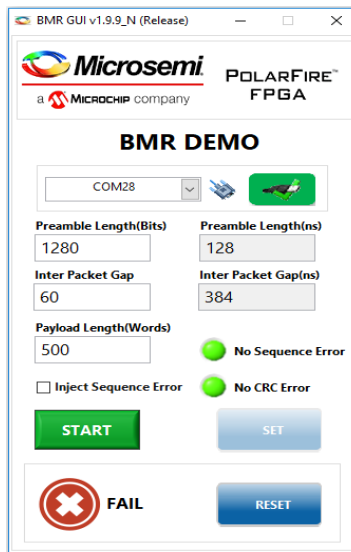 BMR GUI v1.9.9_N (Release)
Microsemi.
a MICROCHIP company
POLARFIRE™
FPGA
BMR DEMO
COM28
Preamble Length(Bits)
Preamble Length(ns)
1280
128
Inter Packet Gap
Inter Packet Gap(ns)
60
384
Payload Length(Words)
500
No Sequence Error
Inject Sequence Error
No CRC Error
START
SET
FAIL
RESET